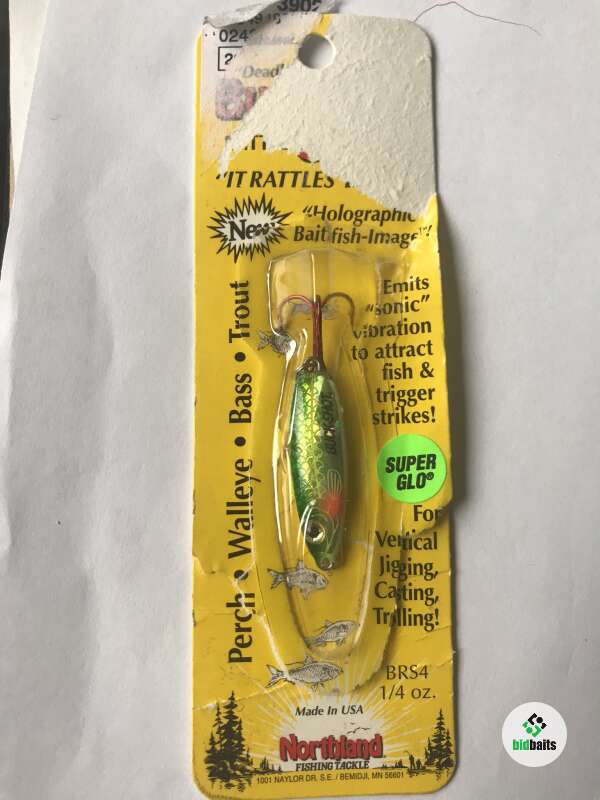 "Dead
"IT RATTLES
New
"Holographic
Baitfish-Image"!
Emits
"sonic"
vibration
to attract
fish &
trigger
strikes!
Perch • Walleye • Bass • Trout
BUCKSHOT
SUPER
GLO®
For
Vertical
Jigging,
Casting,
Trolling!
BRS4
1/4 oz.
Made In USA
Northland
FISHING TACKLE
1001 NAYLOR DR. S.E. / BEMIDJI, MN 56601
bidbaits